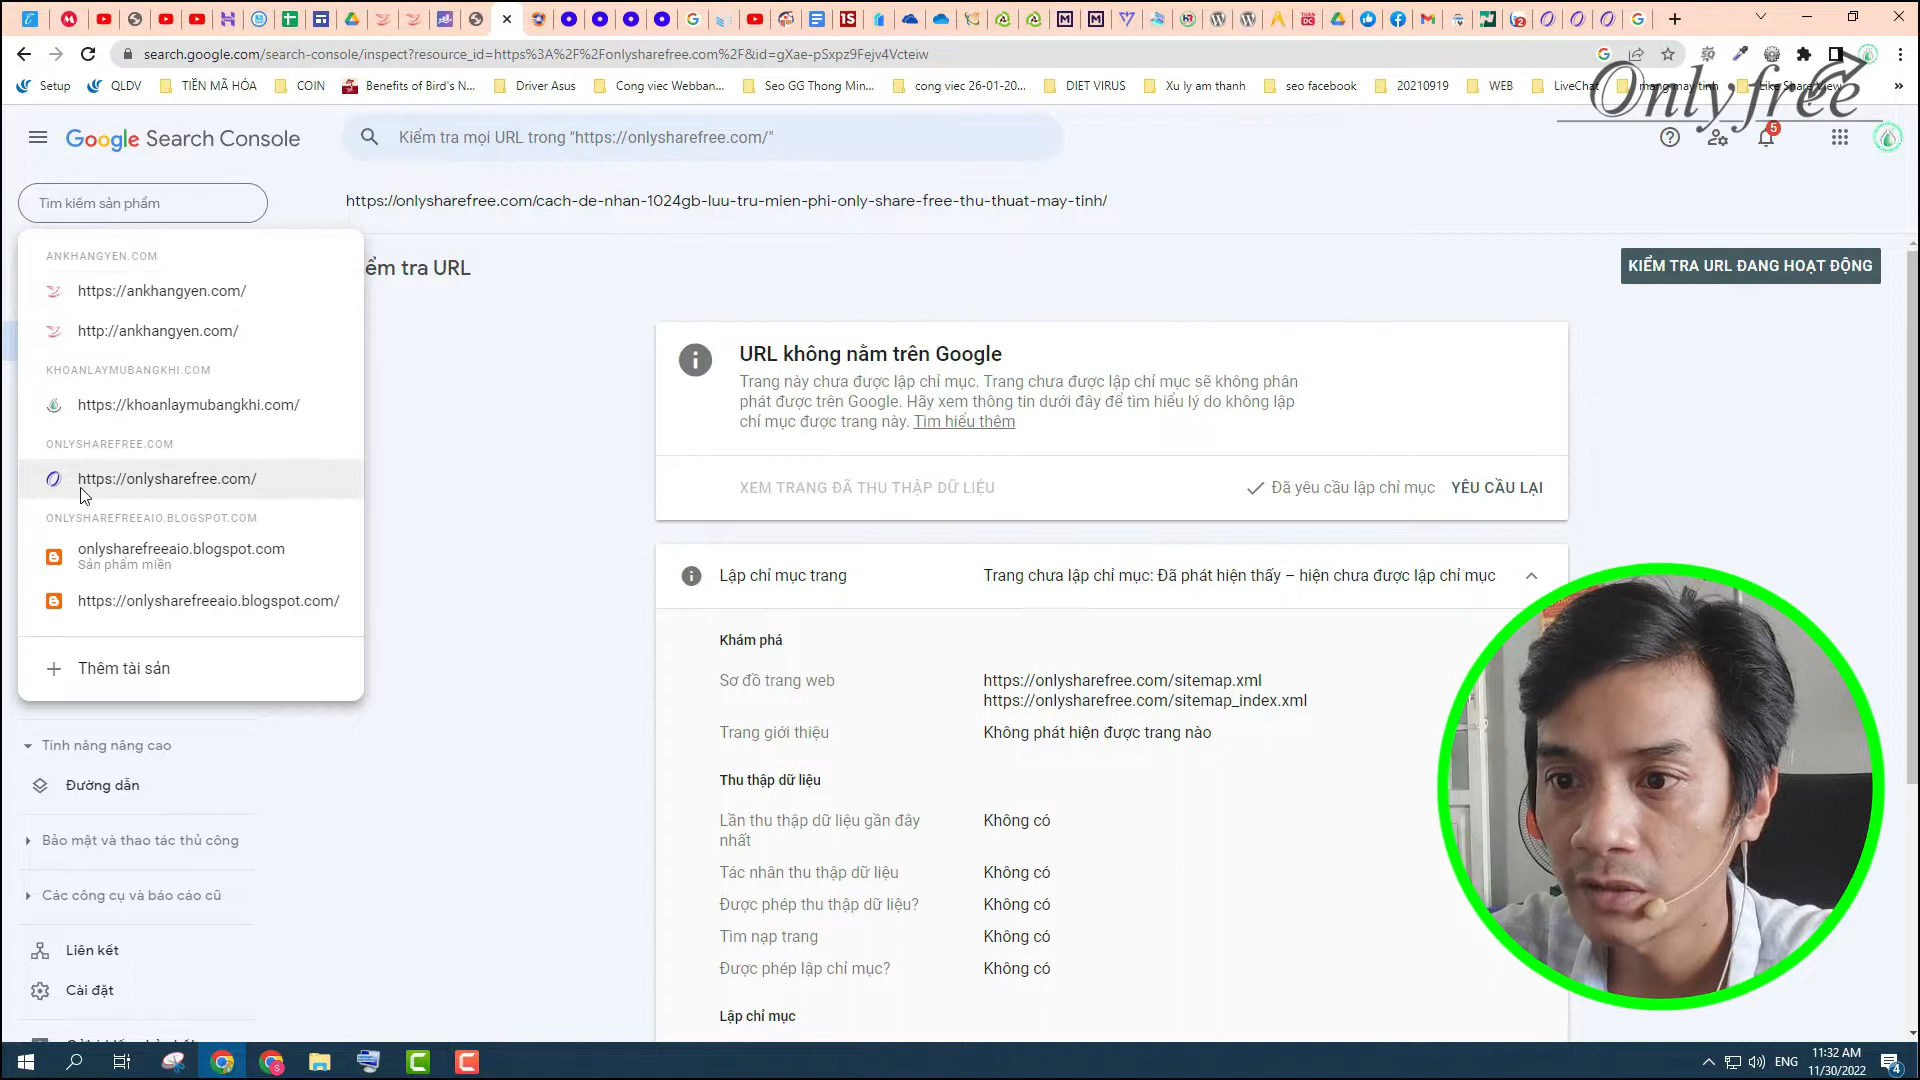 search.google.com/search-console/inspect?resource_id=https%3A%2F%2Fonlysharefree.com%2F&id=gXae-pSxpz9Fejv4Vcteiw
Setup
QLDV
TIỀN MÃ HÓA
COIN
Benefits of Bird's N...
Driver Asus
Cong viec Webban...
Seo GG Thong Min...
cong viec 26-01-20...
DIET VIRUS
Xu ly am thanh
seo facebook
20210919
WEB
LiveChat
mang may tinh
Like Share View
»
Onlyfree
Google Search Console
Kiểm tra mọi URL trong "https://onlysharefree.com/"
5
Tìm kiếm sản phẩm
https://onlysharefree.com/cach-de-nhan-1024gb-luu-tru-mien-phi-only-share-free-thu-thuat-may-tinh/
ANKHANGYEN.COM
https://ankhangyen.com/
http://ankhangyen.com/
KHOANLAYMUBANGKHI.COM
https://khoanlaymubangkhi.com/
ONLYSHAREFREE.COM
https://onlysharefree.com/
ONLYSHAREFREEAIO.BLOGSPOT.COM
onlysharefreeaio.blogspot.com
Sản phẩm miền
https://onlysharefreeaio.blogspot.com/
Thêm tài sản
Tính năng nâng cao
Đường dẫn
Bảo mật và thao tác thủ công
Các công cụ và báo cáo cũ
Liên kết
Cài đặt
ểm tra URL
KIỂM TRA URL ĐANG HOẠT ĐỘNG
URL không nằm trên Google
Trang này chưa được lập chỉ mục. Trang chưa được lập chỉ mục sẽ không phân
phát được trên Google. Hãy xem thông tin dưới đây để tìm hiểu lý do không lập
chỉ mục được trang này. Tìm hiểu thêm
XEM TRANG ĐÃ THU THẬP DỮ LIỆU
Đã yêu cầu lập chỉ mục
YÊU CẦU LẠI
Lập chỉ mục trang
Trang chưa lập chỉ mục: Đã phát hiện thấy – hiện chưa được lập chỉ mục
Khám phá
Sơ đồ trang web
https://onlysharefree.com/sitemap.xml
https://onlysharefree.com/sitemap_index.xml
Trang giới thiệu
Không phát hiện được trang nào
Thu thập dữ liệu
Lần thu thập dữ liệu gần đây
nhất
Không có
Tác nhân thu thập dữ liệu
Không có
Được phép thu thập dữ liệu?
Không có
Tìm nạp trang
Không có
Được phép lập chỉ mục?
Không có
Lập chỉ mục
ENG
11:32 AM
11/30/2022
4